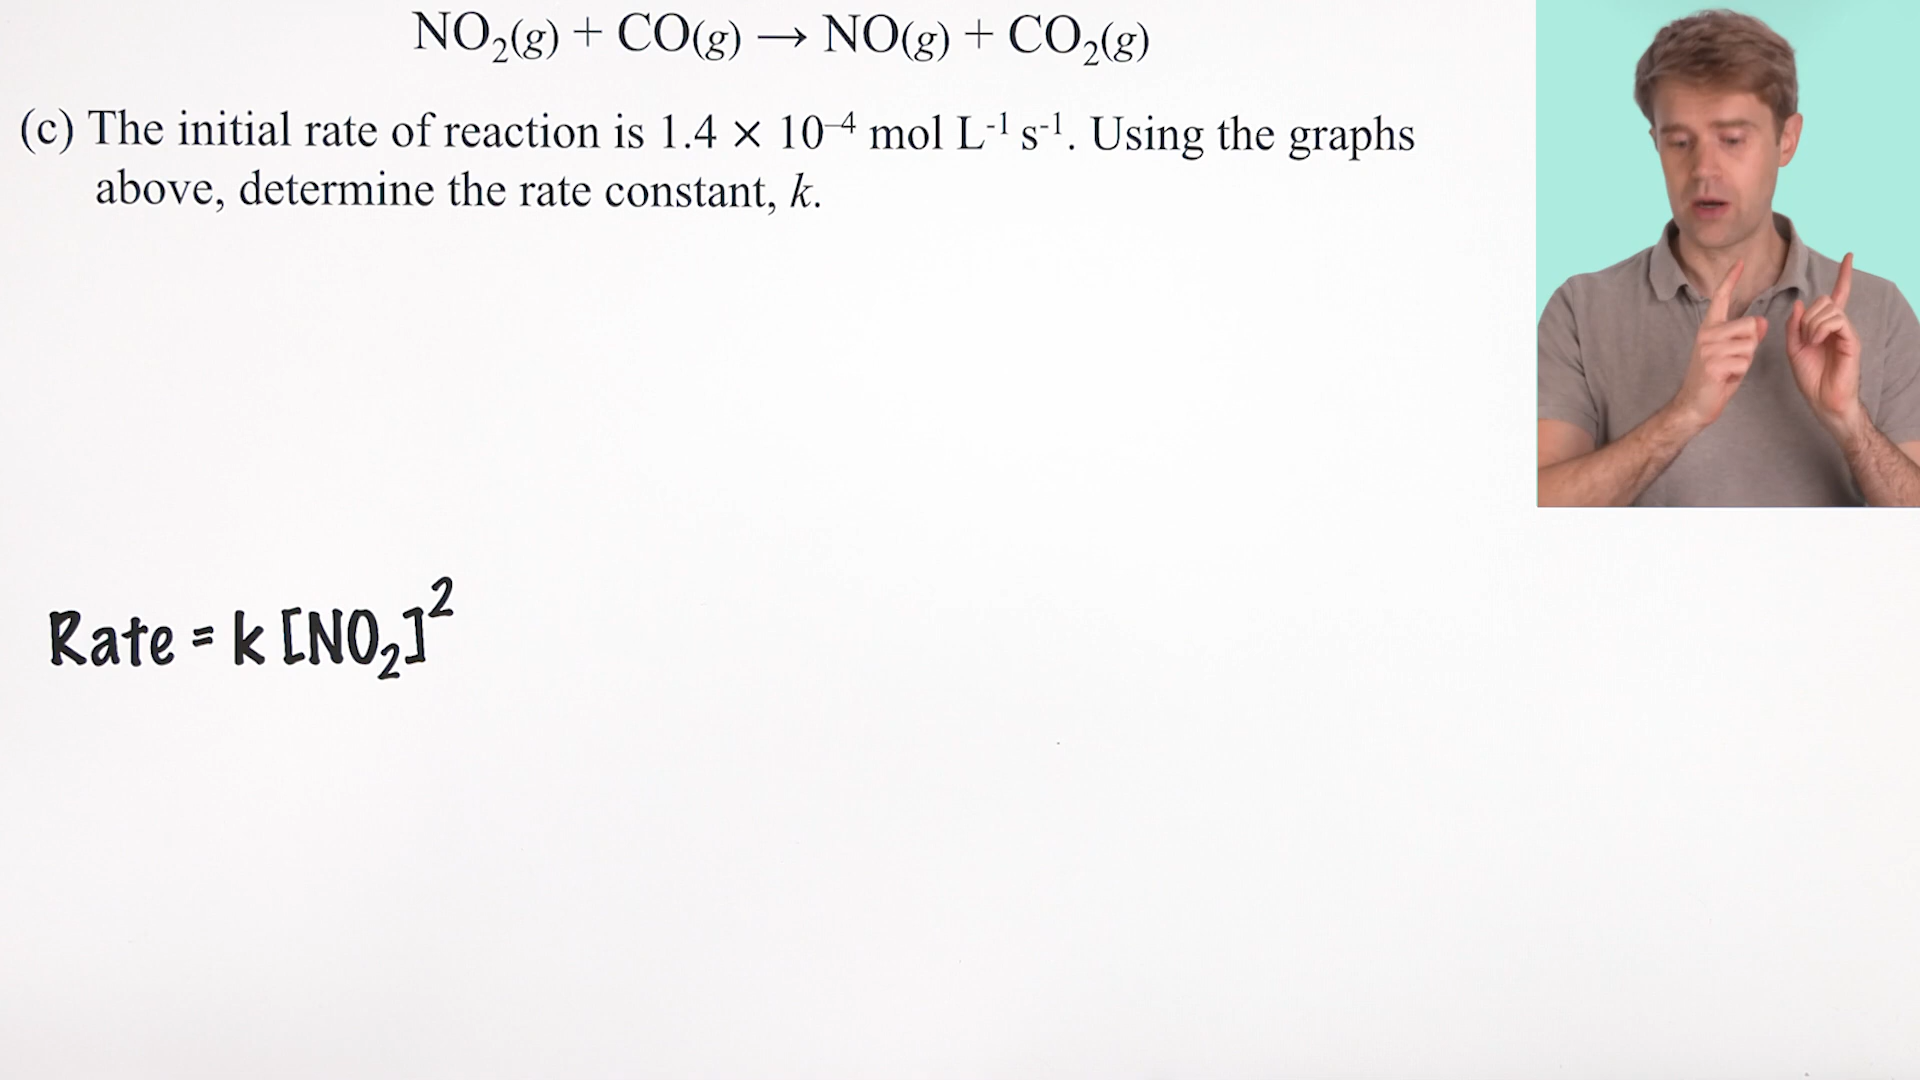 NO₂(g) + CO(g) → NO(g) + CO₂(g)
(c) The initial rate of reaction is 1.4 × 10⁻⁴ mol L⁻¹ s⁻¹. Using the graphs
above, determine the rate constant, k.
Rate = k [NO₂]²